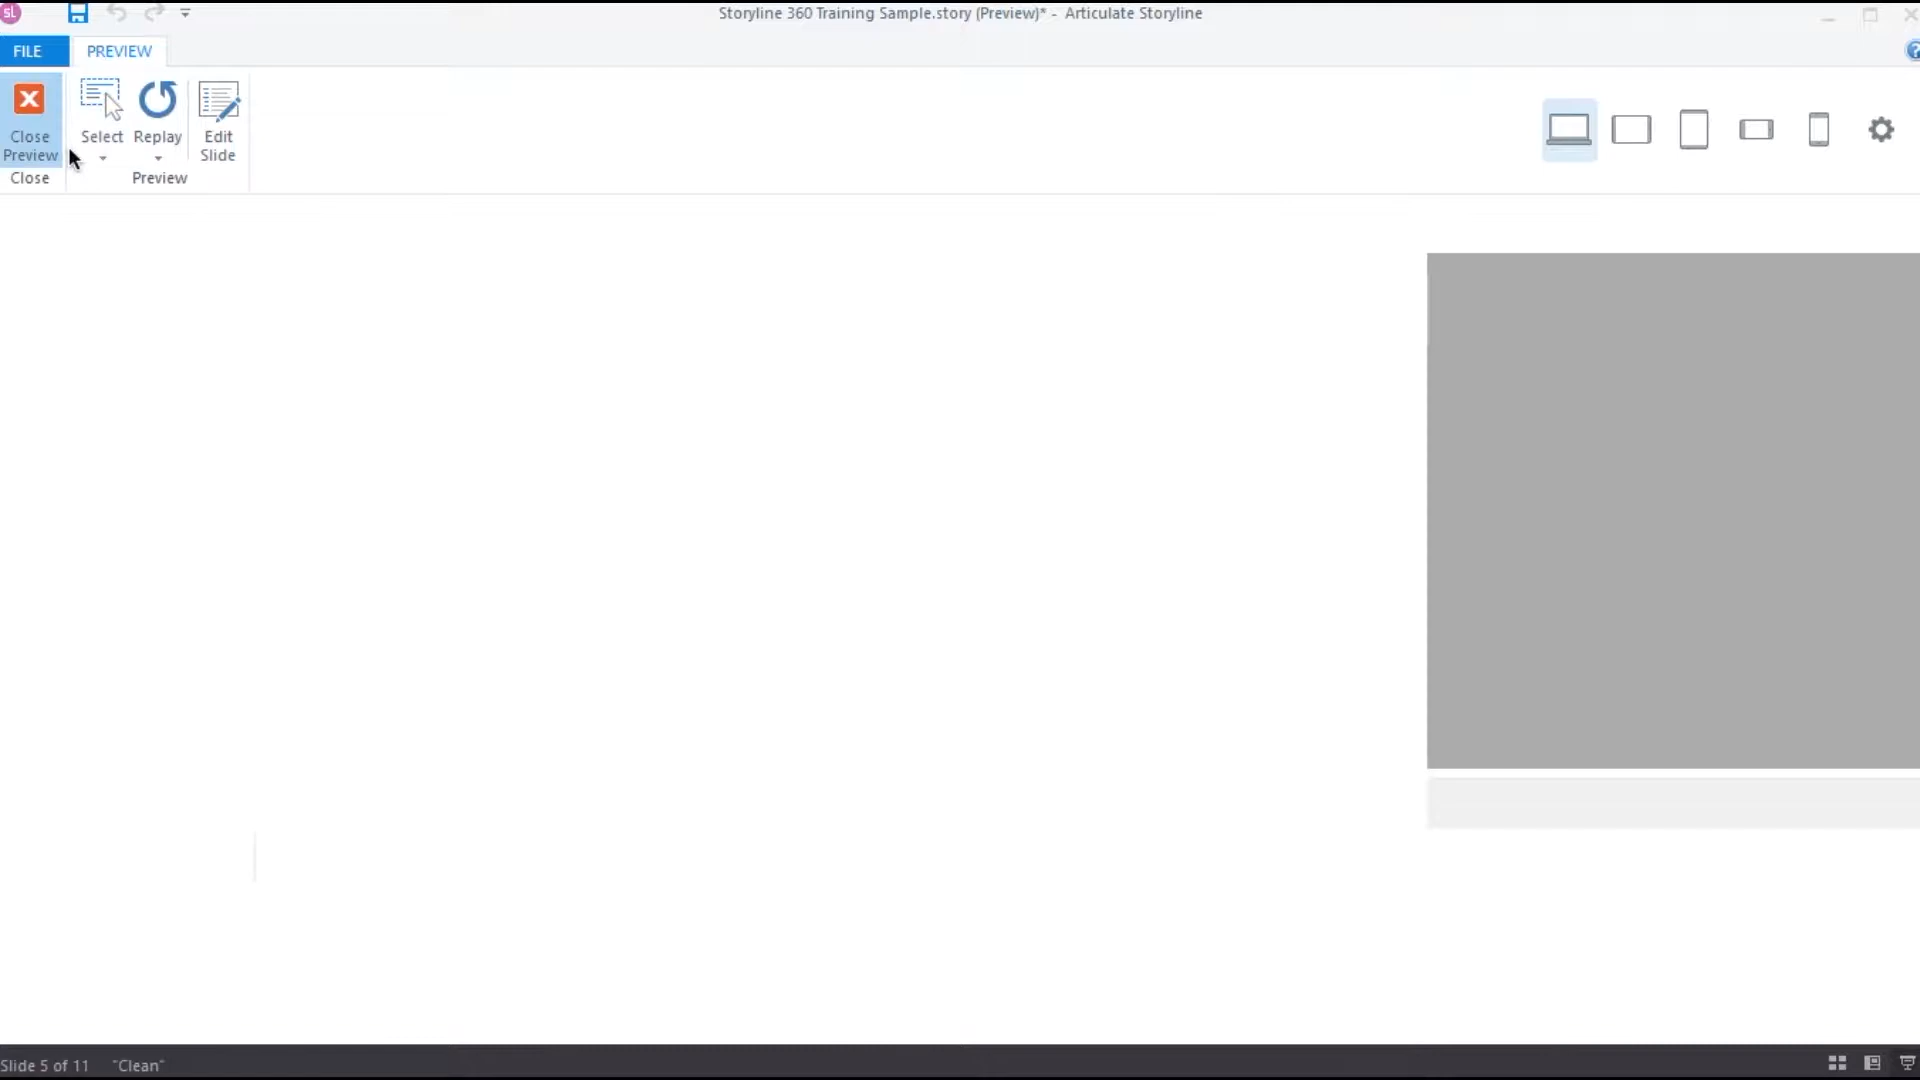 sL
Storyline 360 Training Sample.story (Preview)* - Articulate Storyline
FILE
PREVIEW
?
Close
Preview
Select
Replay
Edit
Slide
Close
Preview
Slide 5 of 11
"Clean"